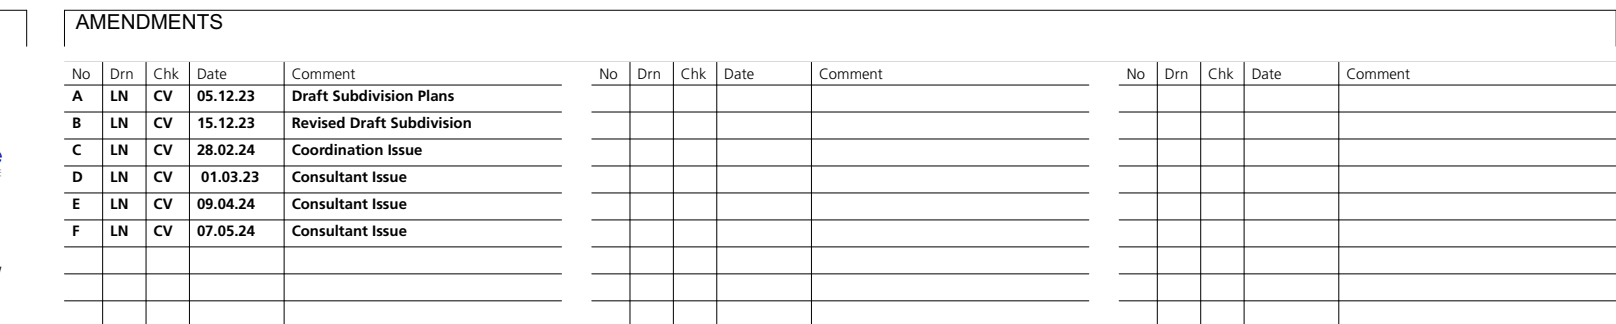 AMENDMENTS
No Drn Chk Date Comment No Drn Chk Date Comment No Drn Chk Date Comment
A LN CV 05.12.23 Draft Subdivision Plans
B LN CV 15.12.23 Revised Draft Subdivision
C LN CV 28.02.24 Coordination Issue
D LN CV 01.03.23 Consultant Issue
E LN CV 09.04.24 Consultant Issue
F LN CV 07.05.24 Consultant Issue